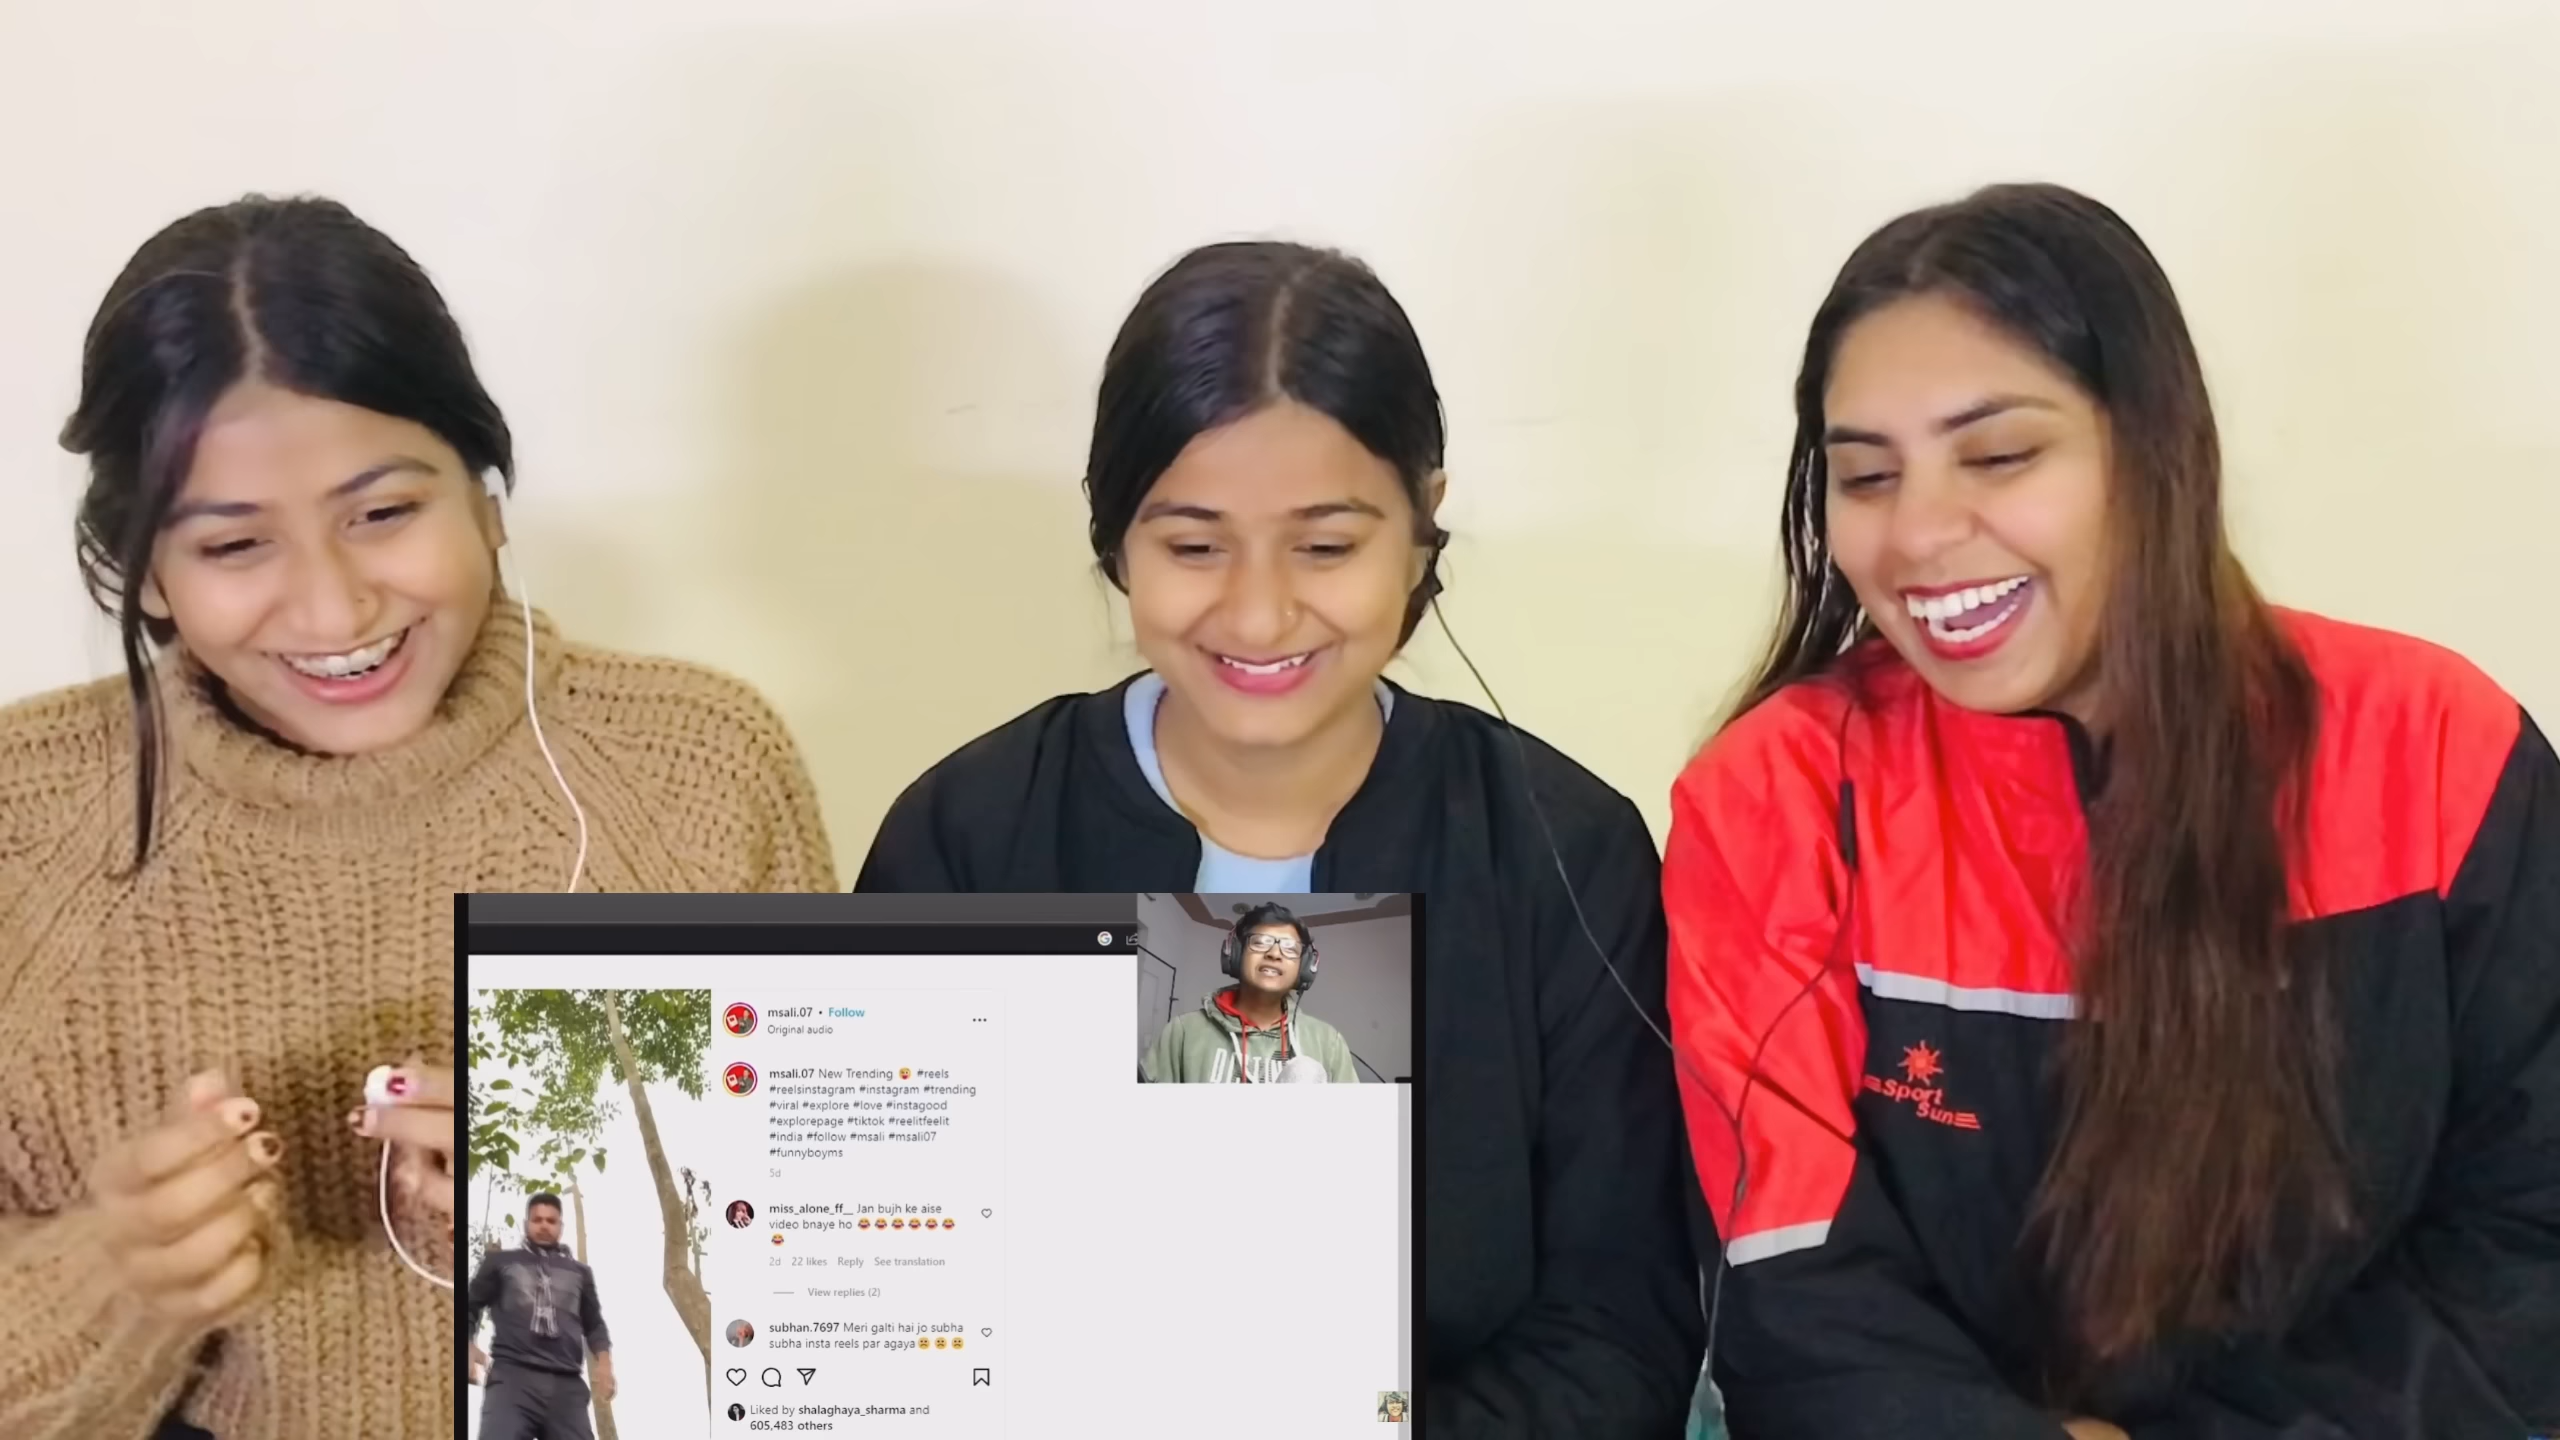 msali.07 • Follow
Original audio
msali.07 New Trending 😜 #reels
#reelsinstagram #instagram #trending
#viral #explore #love #instagood
#explorepage #tiktok #reelitfeelit
#india #follow #msali #msali07
#funnyboyms
5d
miss_alone_ff__ Jan bujh ke aise
video bnaye ho 😂😂😂😂😂😂
😂
2d 22 likes Reply See translation
View replies (2)
subhan.7697 Meri galti hai jo subha
subha insta reels par agaya😠😠😠
Liked by shalaghaya_sharma and
605,483 others
Sport
Sun